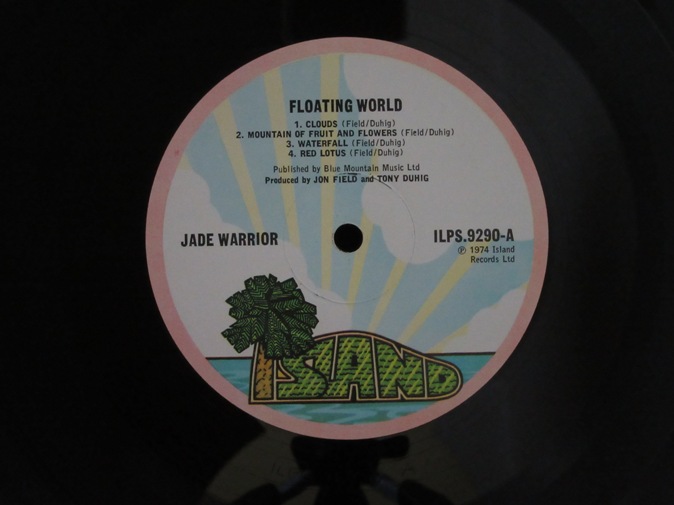 FLOATING WORLD
1. CLOUDS (Field/Duhig)
2. MOUNTAIN OF FRUIT AND FLOWERS (Field/Duhig)
3. WATERFALL (Field/Duhig)
4. RED LOTUS (Field/Duhig)
Published by Blue Mountain Music Ltd
Produced by JON FIELD and TONY DUHIG
JADE WARRIOR
ILPS.9290-A
Ⓟ 1974 Island
Records Ltd
ISLAND